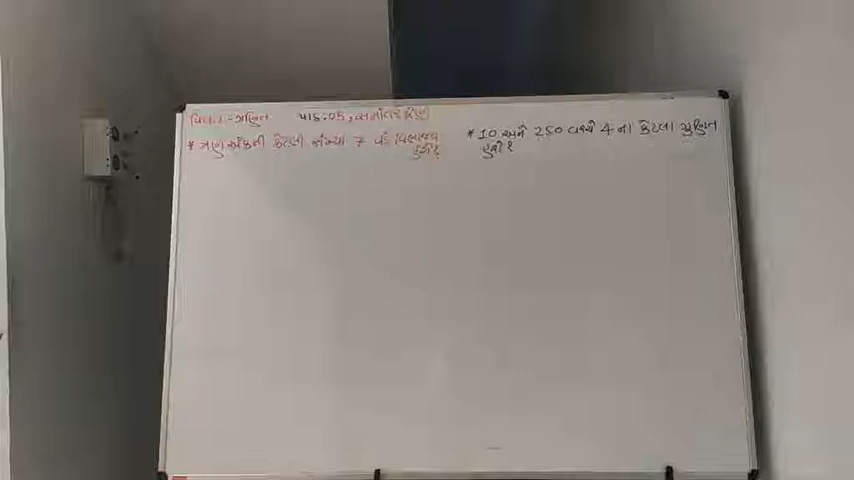 વિષય-ગણિત પાઠ.05, સમાંતર શ્રેણી
* ત્રણ અંકની કેટલી સંખ્યા 7 વડે વિભાજ્ય
હશે?
* 10 અને 250 વચ્ચે 4 ના કેટલા ગુણિત
હશે?